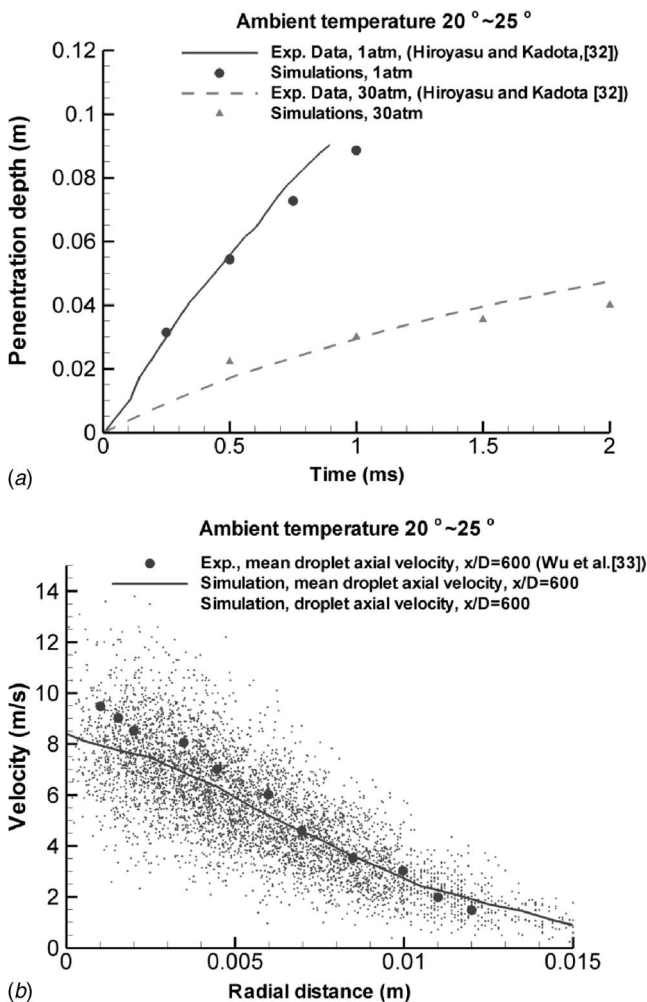 Ambient temperature 20 °~25 °
Exp. Data, 1atm, (Hiroyasu and Kadota,[32])
Simulations, 1atm
Exp. Data, 30atm, (Hiroyasu and Kadota [32])
Simulations, 30atm
0.12
0.1
0.08
0.06
0.04
0.02
0
Penentration depth (m)
0 0.5 1 1.5 2
Time (ms)
(a)
Ambient temperature 20 °~25 °
Exp., mean droplet axial velocity, x/D=600 (Wu et al.[33])
Simulation, mean droplet axial velocity, x/D=600
Simulation, droplet axial velocity, x/D=600
14
12
10
8
6
4
2
0
Velocity (m/s)
0 0.005 0.01 0.015
Radial distance (m)
(b)